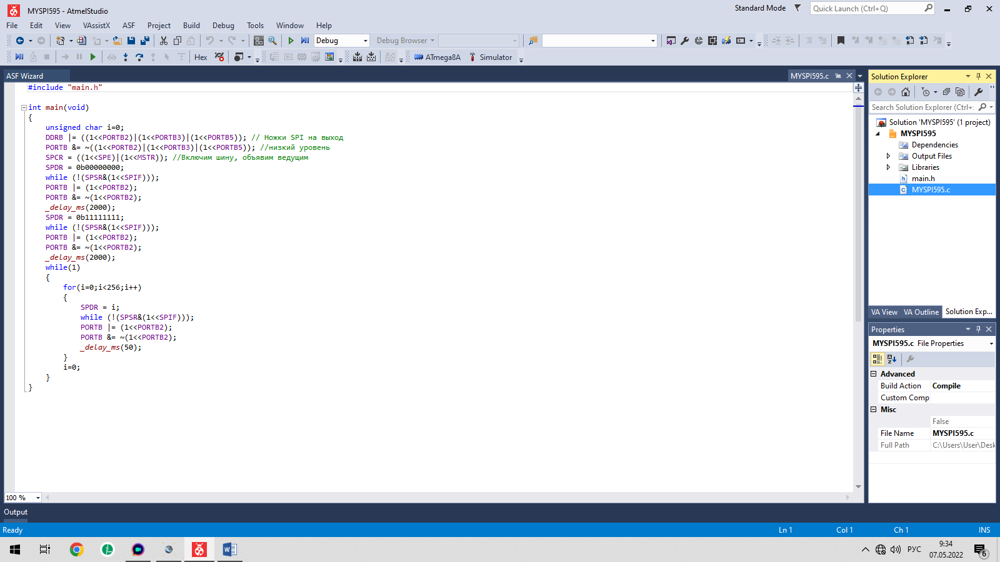 MYSPI595 - AtmelStudio
Standard Mode
Quick Launch (Ctrl+Q)
File Edit View VAssistX ASF Project Build Debug Tools Window Help
Debug
Debug Browser
Hex
ATmega8A
Simulator
ASF Wizard
MYSPI595.c
#include "main.h"
int main(void)
{
unsigned char i=0;
DDRB |= ((1<<PORTB2)|(1<<PORTB3)|(1<<PORTB5)); // Ножки SPI на выход
PORTB &= ~((1<<PORTB2)|(1<<PORTB3)|(1<<PORTB5)); //низкий уровень
SPCR = ((1<<SPE)|(1<<MSTR)); //Включим шину, объявим ведущим
SPDR = 0b00000000;
while (!(SPSR&(1<<SPIF)));
PORTB |= (1<<PORTB2);
PORTB &= ~(1<<PORTB2);
_delay_ms(2000);
SPDR = 0b11111111;
while (!(SPSR&(1<<SPIF)));
PORTB |= (1<<PORTB2);
PORTB &= ~(1<<PORTB2);
_delay_ms(2000);
while(1)
{
for(i=0;i<256;i++)
{
SPDR = i;
while (!(SPSR&(1<<SPIF)));
PORTB |= (1<<PORTB2);
PORTB &= ~(1<<PORTB2);
_delay_ms(50);
}
i=0;
}
}
100 %
Solution Explorer
Search Solution Explorer (Ctrl+;
Solution 'MYSPI595' (1 project)
MYSPI595
Dependencies
Output Files
Libraries
main.h
MYSPI595.c
VA View VA Outline Solution Exp...
Properties
MYSPI595.c File Properties
Advanced
Build Action Compile
Custom Comp
Misc
False
File Name MYSPI595.c
Full Path C:\Users\User\Desk
Output
Ready
Ln 1
Col 1
Ch 1
INS
РУС
9:34
07.05.2022
6